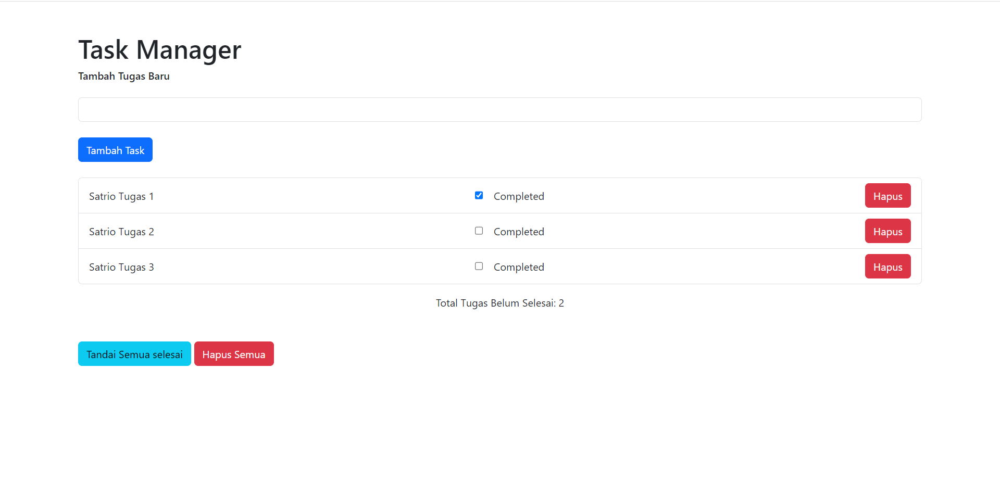 Task Manager
Tambah Tugas Baru
Tambah Task
Satrio Tugas 1 Completed Hapus
Satrio Tugas 2 Completed Hapus
Satrio Tugas 3 Completed Hapus
Total Tugas Belum Selesai: 2
Tandai Semua selesai Hapus Semua